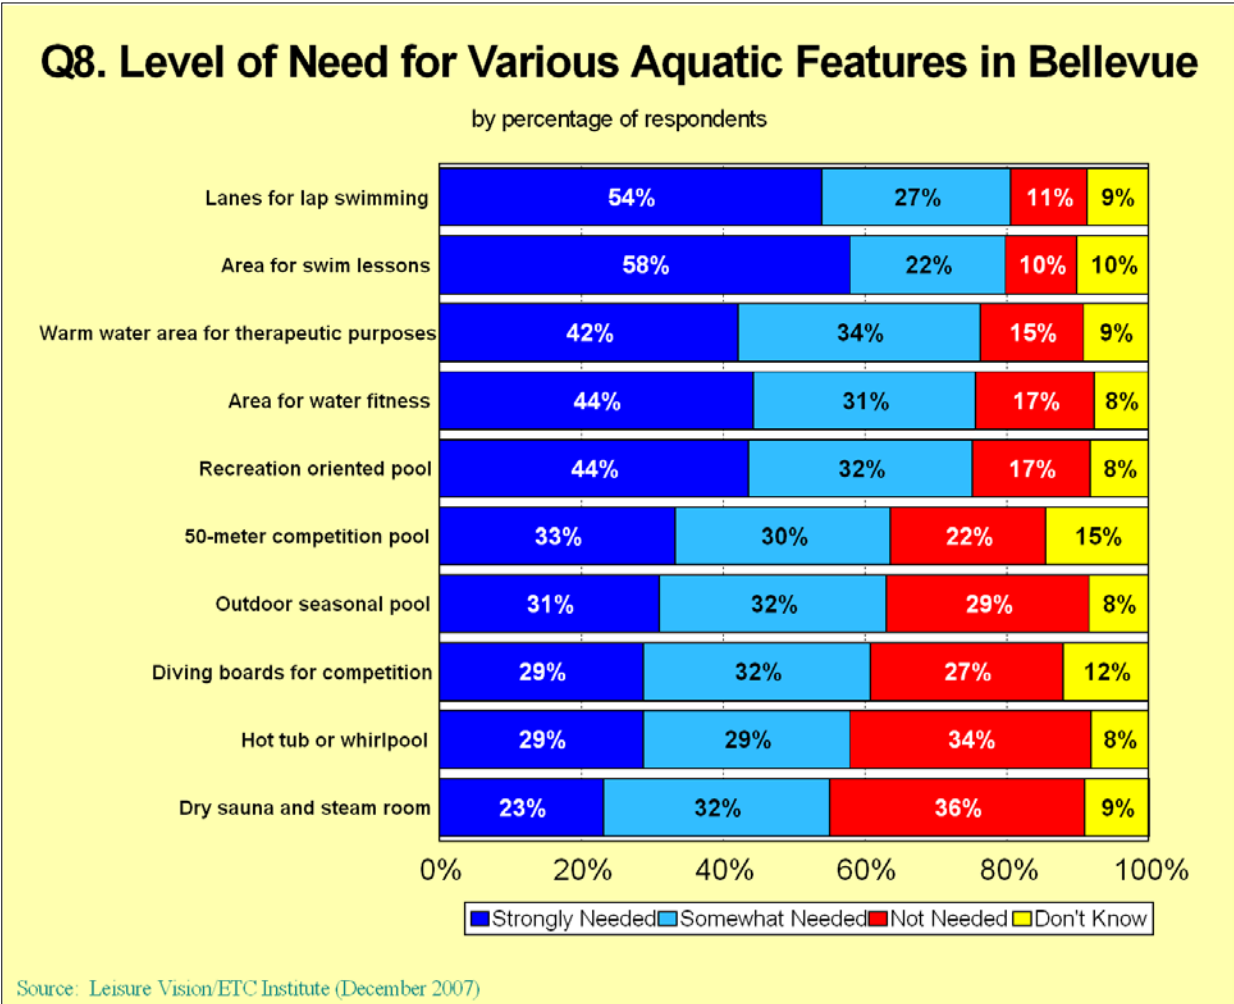 Q8. Level of Need for Various Aquatic Features in Bellevue
by percentage of respondents
Lanes for lap swimming 54% 27% 11% 9%
Area for swim lessons 58% 22% 10% 10%
Warm water area for therapeutic purposes 42% 34% 15% 9%
Area for water fitness 44% 31% 17% 8%
Recreation oriented pool 44% 32% 17% 8%
50-meter competition pool 33% 30% 22% 15%
Outdoor seasonal pool 31% 32% 29% 8%
Diving boards for competition 29% 32% 27% 12%
Hot tub or whirlpool 29% 29% 34% 8%
Dry sauna and steam room 23% 32% 36% 9%
0% 20% 40% 60% 80% 100%
Strongly Needed Somewhat Needed Not Needed Don't Know
Source: Leisure Vision/ETC Institute (December 2007)